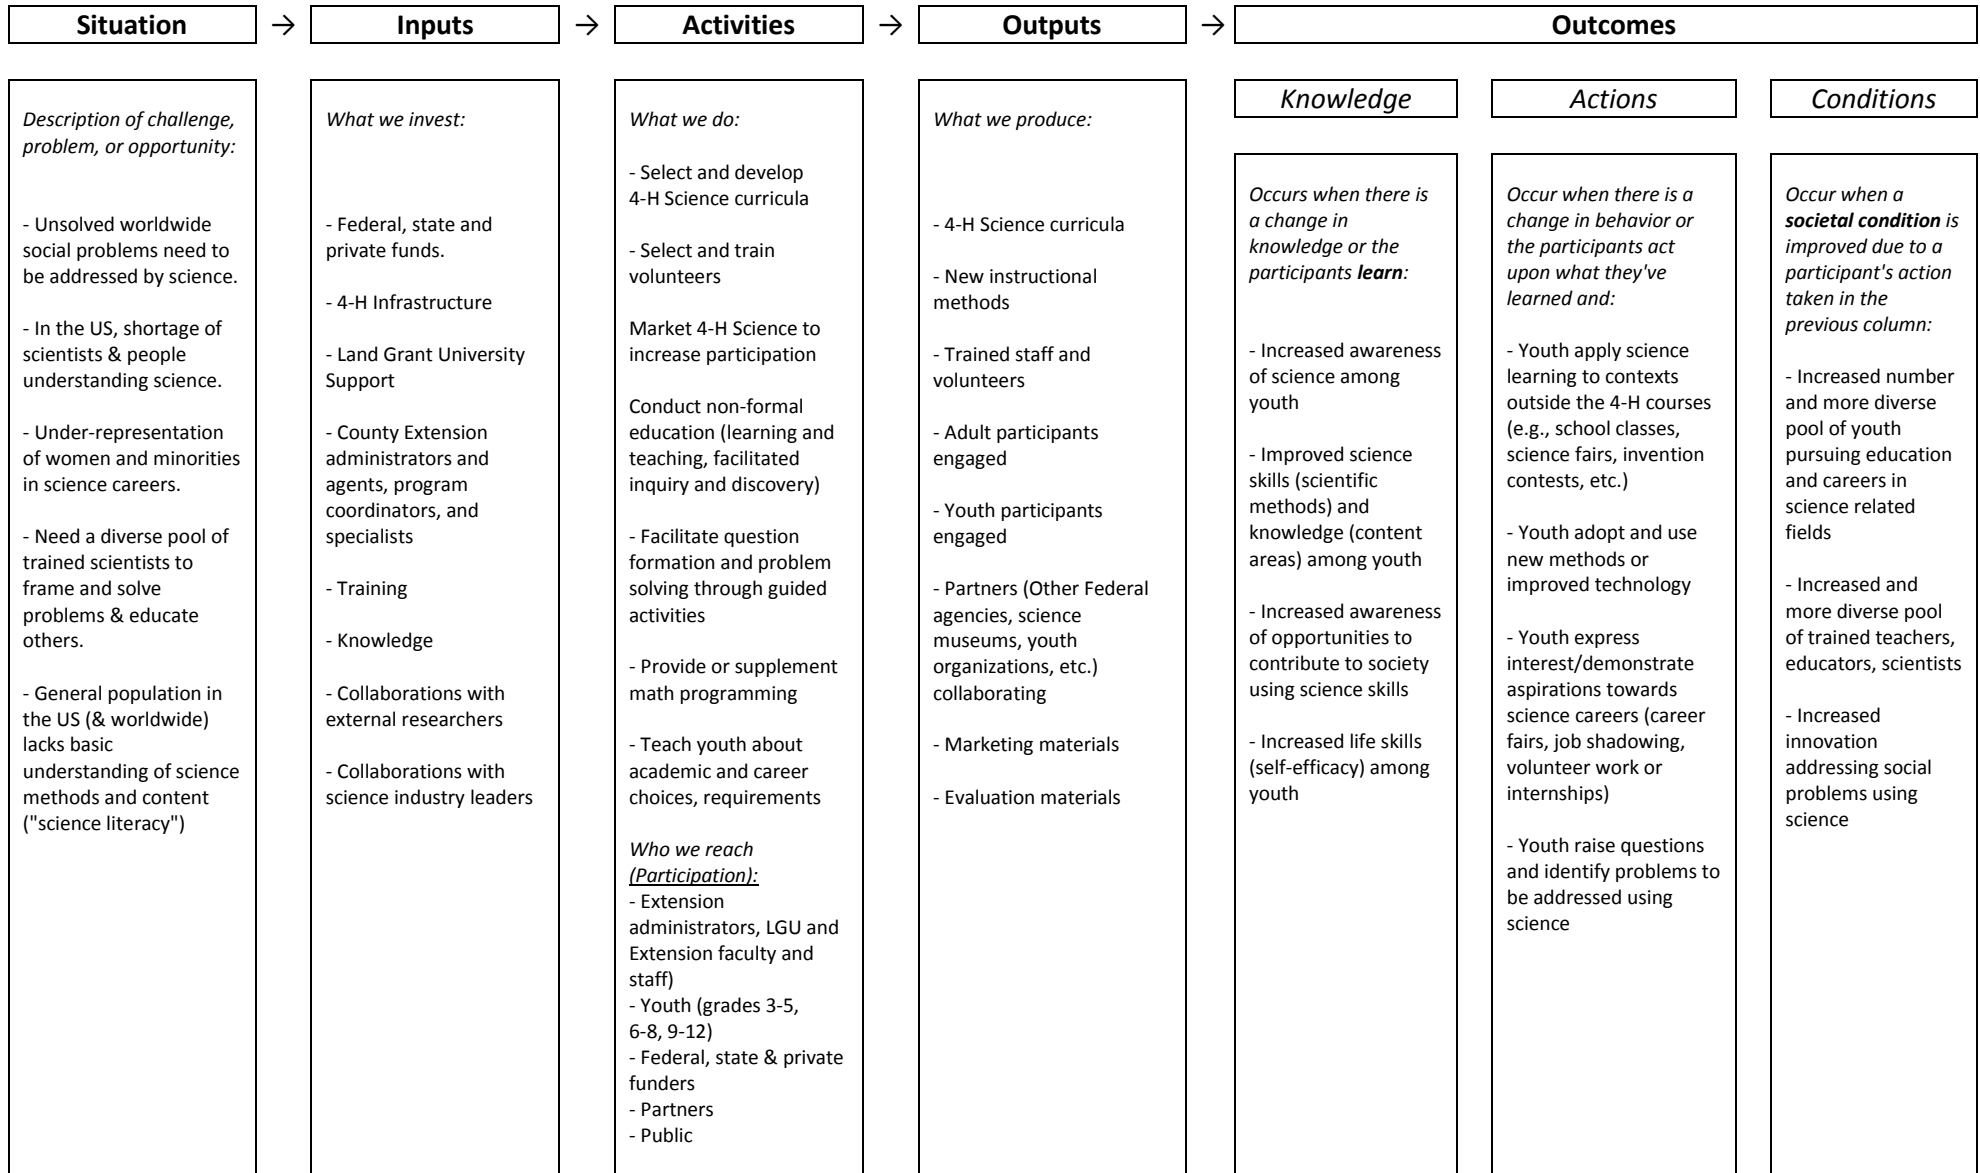 Situation → Inputs → Activities → Outputs → Outcomes
Description of challenge,
problem, or opportunity:
- Unsolved worldwide
social problems need to
be addressed by science.
- In the US, shortage of
scientists & people
understanding science.
- Under-representation
of women and minorities
in science careers.
- Need a diverse pool of
trained scientists to
frame and solve
problems & educate
others.
- General population in
the US (& worldwide)
lacks basic
understanding of science
methods and content
("science literacy")
What we invest:
- Federal, state and
private funds.
- 4-H Infrastructure
- Land Grant University
Support
- County Extension
administrators and
agents, program
coordinators, and
specialists
- Training
- Knowledge
- Collaborations with
external researchers
- Collaborations with
science industry leaders
What we do:
- Select and develop
4-H Science curricula
- Select and train
volunteers
Market 4-H Science to
increase participation
Conduct non-formal
education (learning and
teaching, facilitated
inquiry and discovery)
- Facilitate question
formation and problem
solving through guided
activities
- Provide or supplement
math programming
- Teach youth about
academic and career
choices, requirements
Who we reach
(Participation):
- Extension
administrators, LGU and
Extension faculty and
staff)
- Youth (grades 3-5,
6-8, 9-12)
- Federal, state & private
funders
- Partners
- Public
What we produce:
- 4-H Science curricula
- New instructional
methods
- Trained staff and
volunteers
- Adult participants
engaged
- Youth participants
engaged
- Partners (Other Federal
agencies, science
museums, youth
organizations, etc.)
collaborating
- Marketing materials
- Evaluation materials
Knowledge
Occurs when there is
a change in
knowledge or the
participants learn:
- Increased awareness
of science among
youth
- Improved science
skills (scientific
methods) and
knowledge (content
areas) among youth
- Increased awareness
of opportunities to
contribute to society
using science skills
- Increased life skills
(self-efficacy) among
youth
Actions
Occur when there is a
change in behavior or
the participants act
upon what they've
learned and:
- Youth apply science
learning to contexts
outside the 4-H courses
(e.g., school classes,
science fairs, invention
contests, etc.)
- Youth adopt and use
new methods or
improved technology
- Youth express
interest/demonstrate
aspirations towards
science careers (career
fairs, job shadowing,
volunteer work or
internships)
- Youth raise questions
and identify problems to
be addressed using
science
Conditions
Occur when a
societal condition is
improved due to a
participant's action
taken in the
previous column:
- Increased number
and more diverse
pool of youth
pursuing education
and careers in
science related
fields
- Increased and
more diverse pool
of trained teachers,
educators, scientists
- Increased
innovation
addressing social
problems using
science